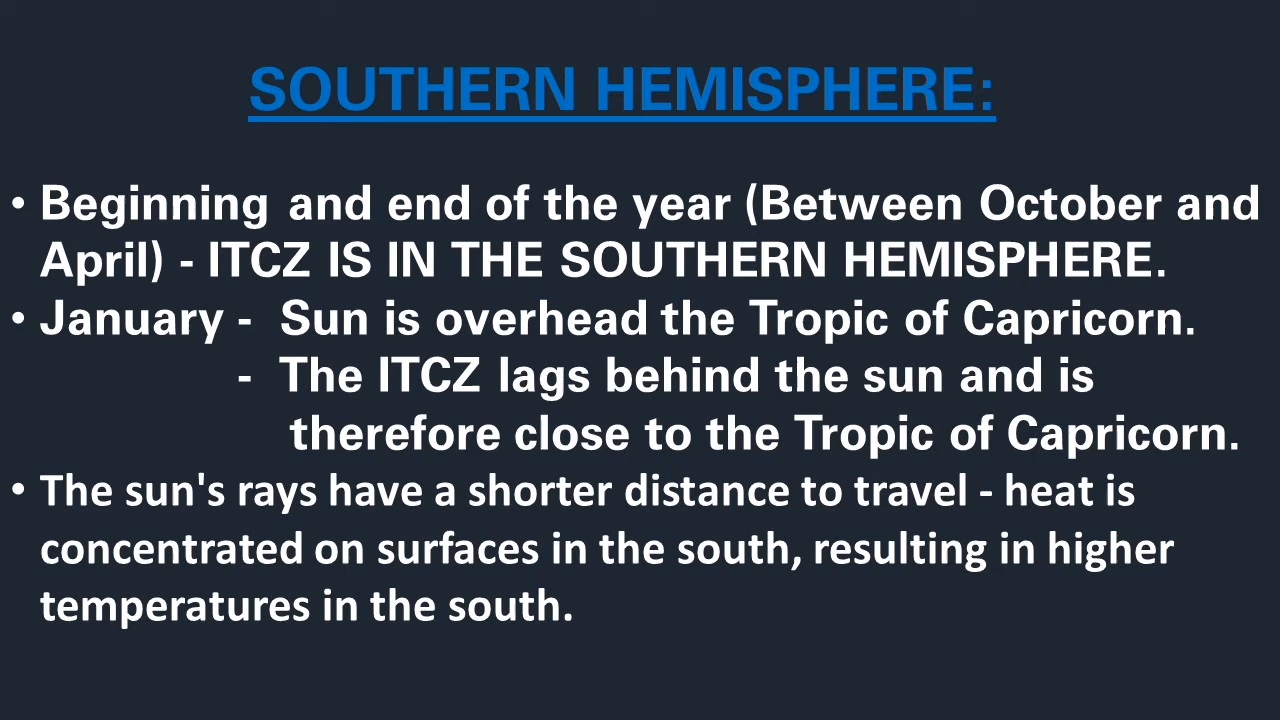 SOUTHERN HEMISPHERE:
• Beginning and end of the year (Between October and
April) - ITCZ IS IN THE SOUTHERN HEMISPHERE.
• January - Sun is overhead the Tropic of Capricorn.
- The ITCZ lags behind the sun and is
therefore close to the Tropic of Capricorn.
• The sun's rays have a shorter distance to travel - heat is
concentrated on surfaces in the south, resulting in higher
temperatures in the south.